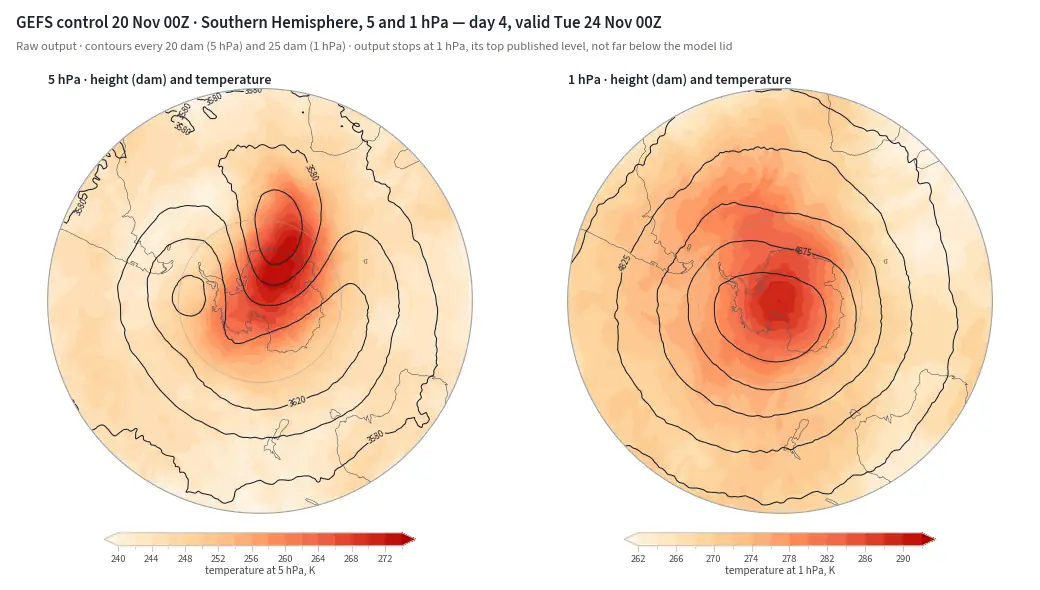 GEFS control 20 Nov 00Z · Southern Hemisphere, 5 and 1 hPa — day 4, valid Tue 24 Nov 00Z
Raw output · contours every 20 dam (5 hPa) and 25 dam (1 hPa) · output stops at 1 hPa, its top published level, not far below the model lid
5 hPa · height (dam) and temperature
1 hPa · height (dam) and temperature
3580
3580
3580
3580
3580
3580
3620
3580
4825
4875
240 244 248 252 256 260 264 268 272
temperature at 5 hPa, K
262 266 270 274 278 282 286 290
temperature at 1 hPa, K